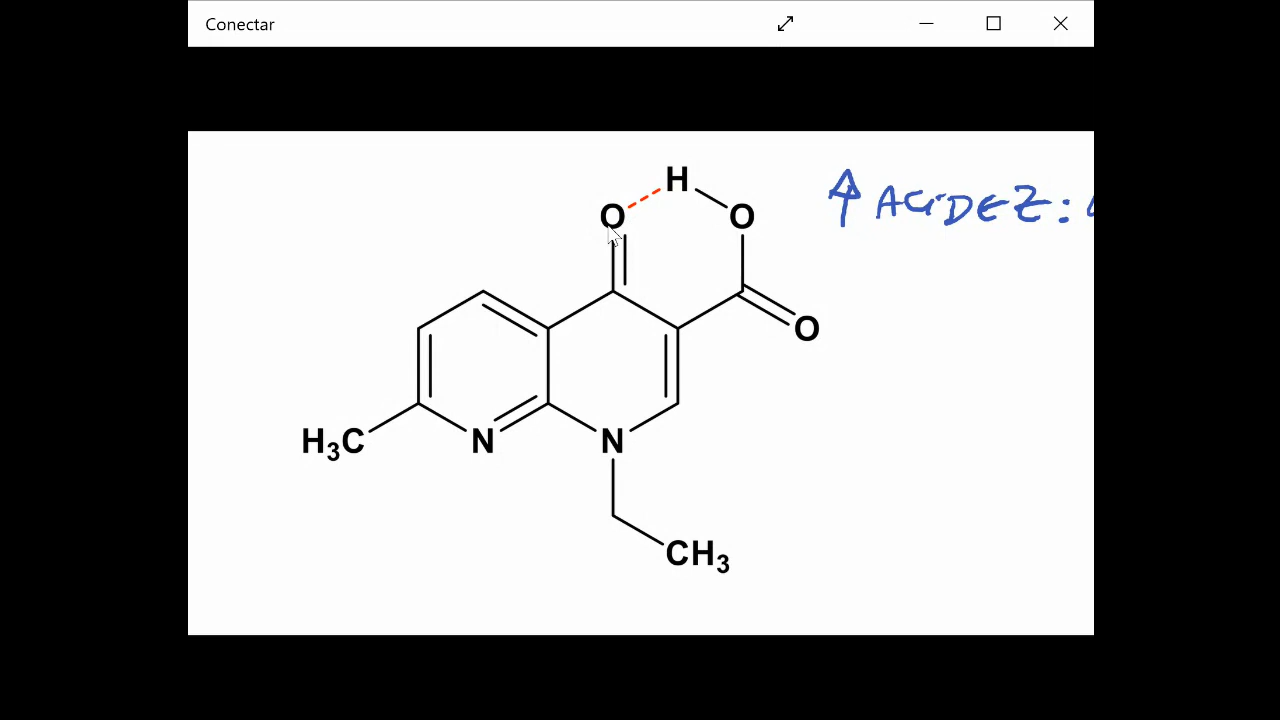 Conectar
H
O O
↑ ACIDEZ:
O
H₃C N N
CH₃